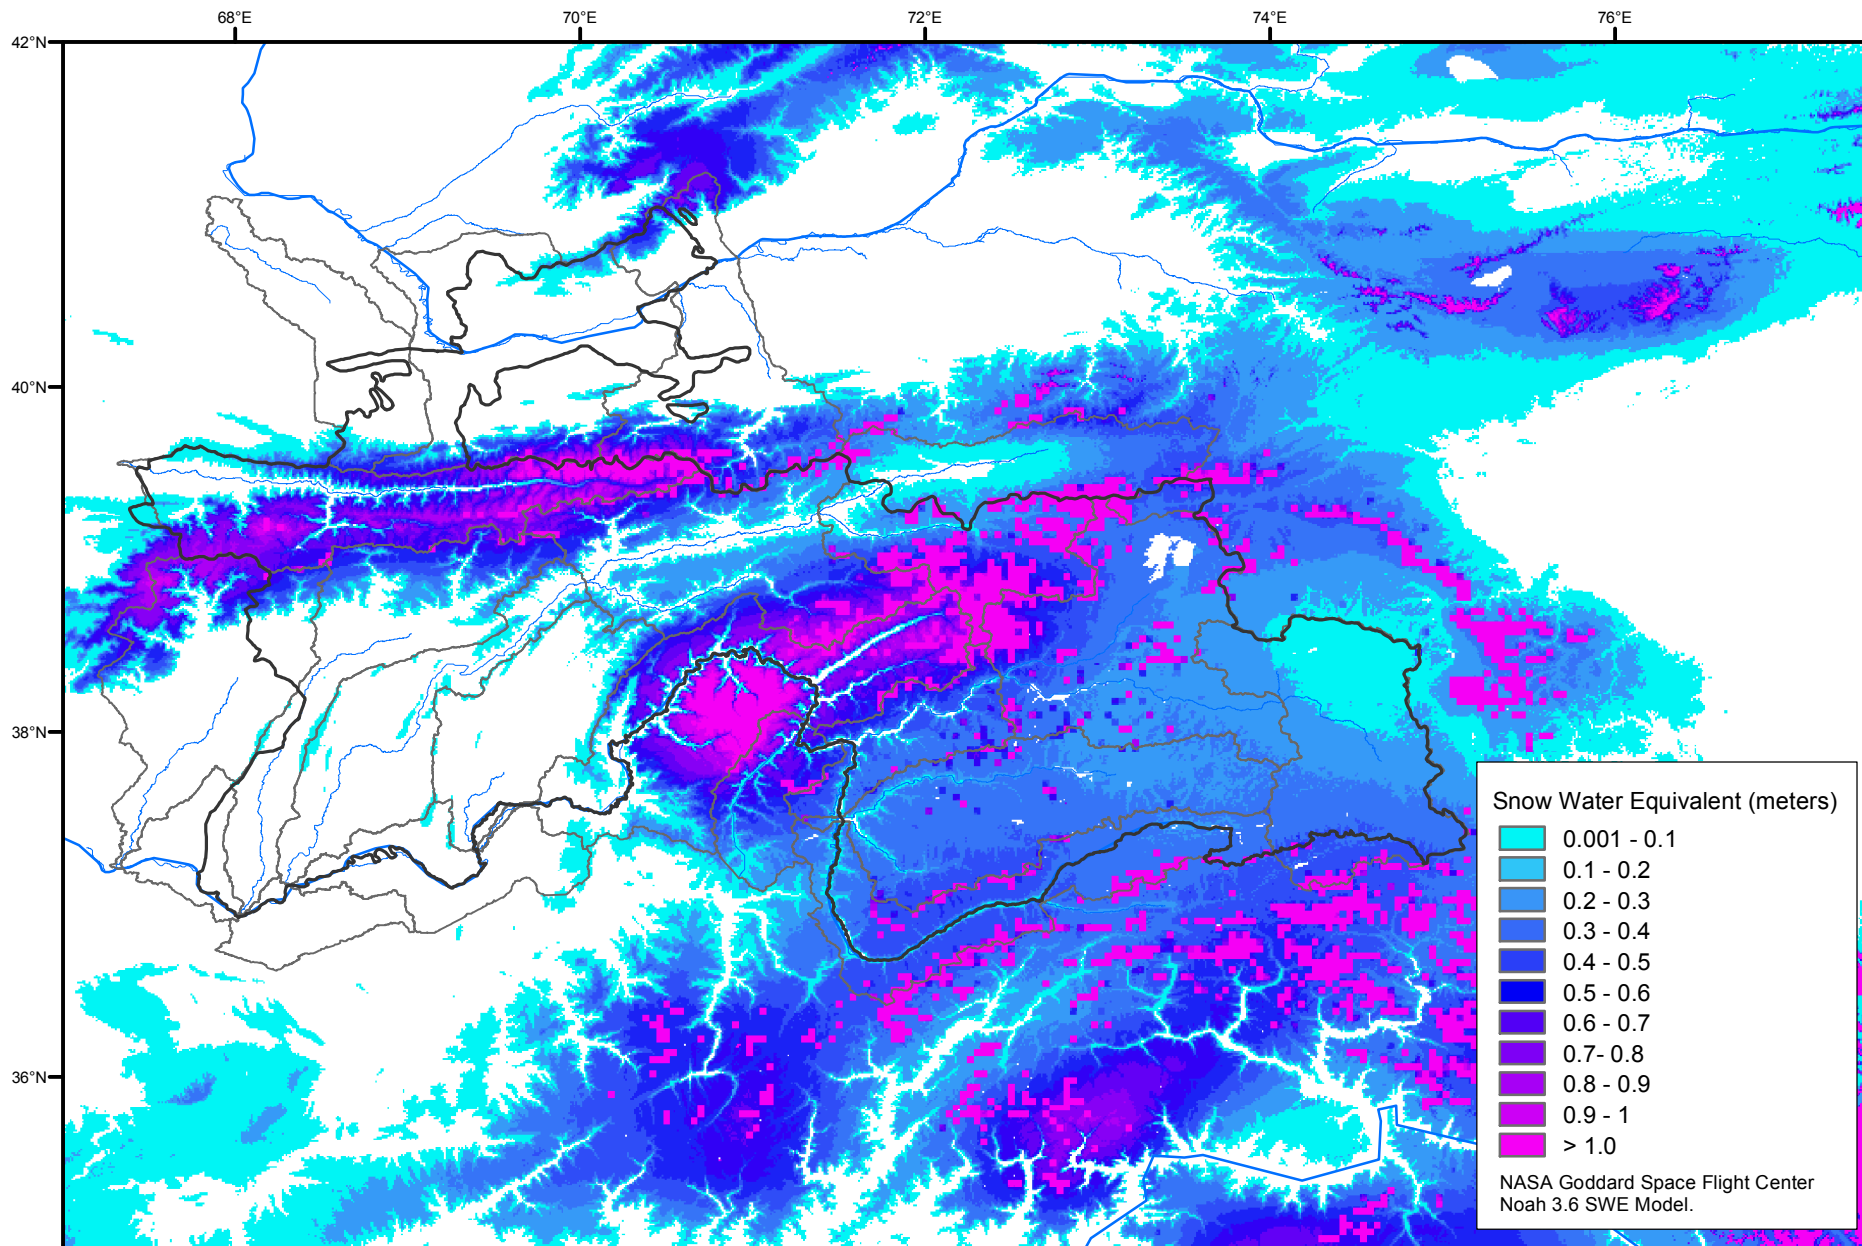 68°E
70°E
72°E
74°E
76°E
42°N
40°N
38°N
36°N
Snow Water Equivalent (meters)
0.001 - 0.1
0.1 - 0.2
0.2 - 0.3
0.3 - 0.4
0.4 - 0.5
0.5 - 0.6
0.6 - 0.7
0.7- 0.8
0.8 - 0.9
0.9 - 1
> 1.0
NASA Goddard Space Flight Center
Noah 3.6 SWE Model.